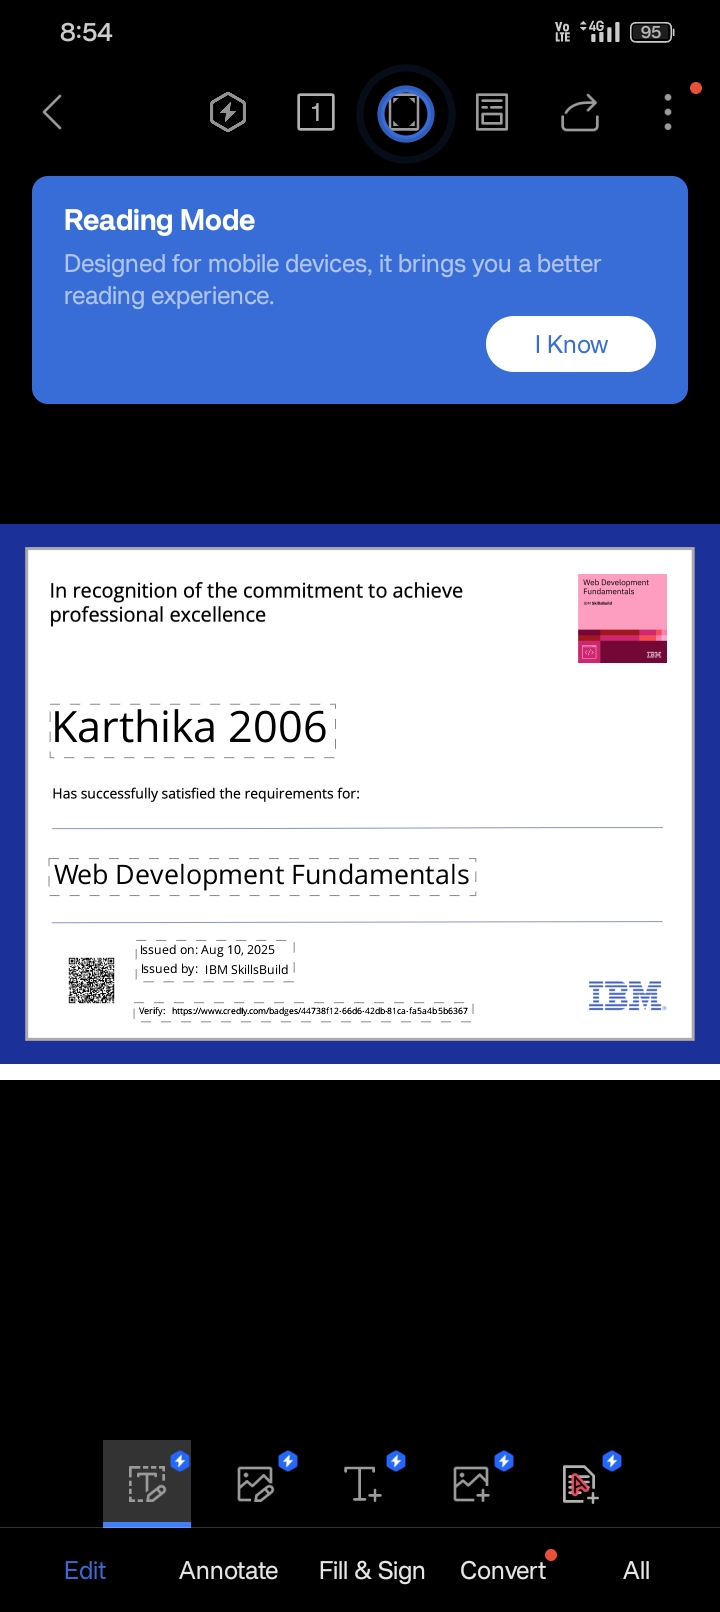 8:54
Vo LTE 4G 95
1
Reading Mode
Designed for mobile devices, it brings you a better
reading experience.
I Know
In recognition of the commitment to achieve
professional excellence
Web Development
Fundamentals
IBM SkillsBuild
</>
IBM
Karthika 2006
Has successfully satisfied the requirements for:
Web Development Fundamentals
Issued on: Aug 10, 2025
Issued by: IBM SkillsBuild
Verify: https://www.credly.com/badges/44738f12-66d6-42db-81ca-fa5a4b5b6367
IBM
Edit Annotate Fill & Sign Convert All